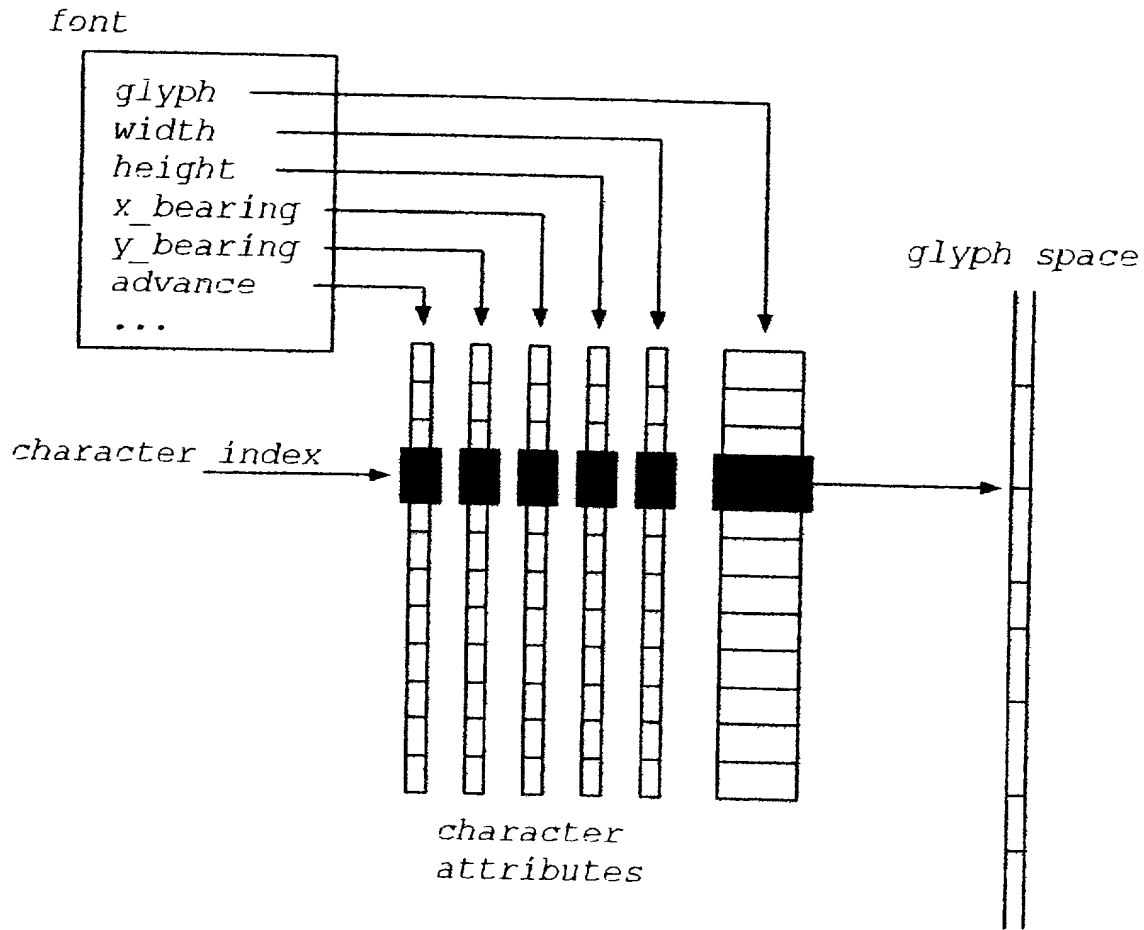 font
glyph
width
height
x_bearing
y_bearing
advance
...
glyph space
character index
character
attributes